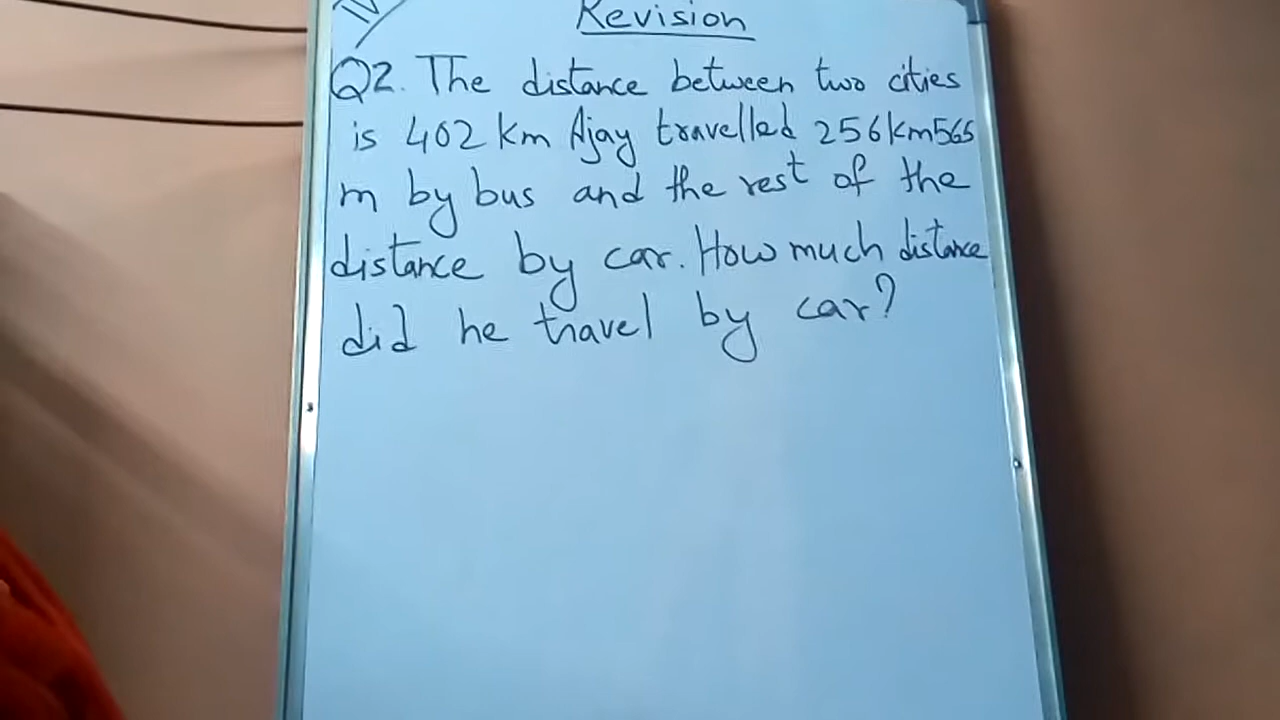 IV
Revision
Q2. The distance between two cities
is 402 km Ajay travelled 256km565
m by bus and the rest of the
distance by car. How much distance
did he travel by car?